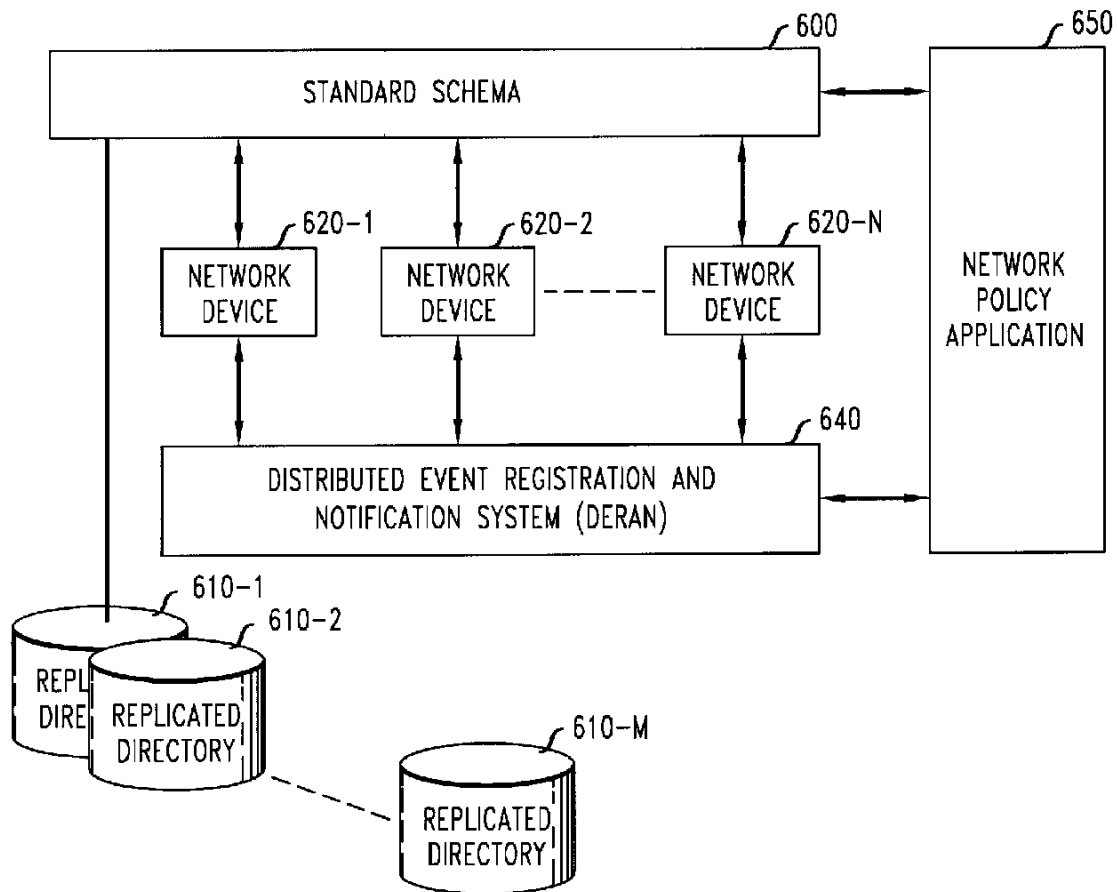 600
650
STANDARD SCHEMA
620-1
620-2
620-N
NETWORK
DEVICE
NETWORK
DEVICE
NETWORK
DEVICE
NETWORK
POLICY
APPLICATION
640
DISTRIBUTED EVENT REGISTRATION AND
NOTIFICATION SYSTEM (DERAN)
610-1
610-2
REPL
DIRE
REPLICATED
DIRECTORY
610-M
REPLICATED
DIRECTORY